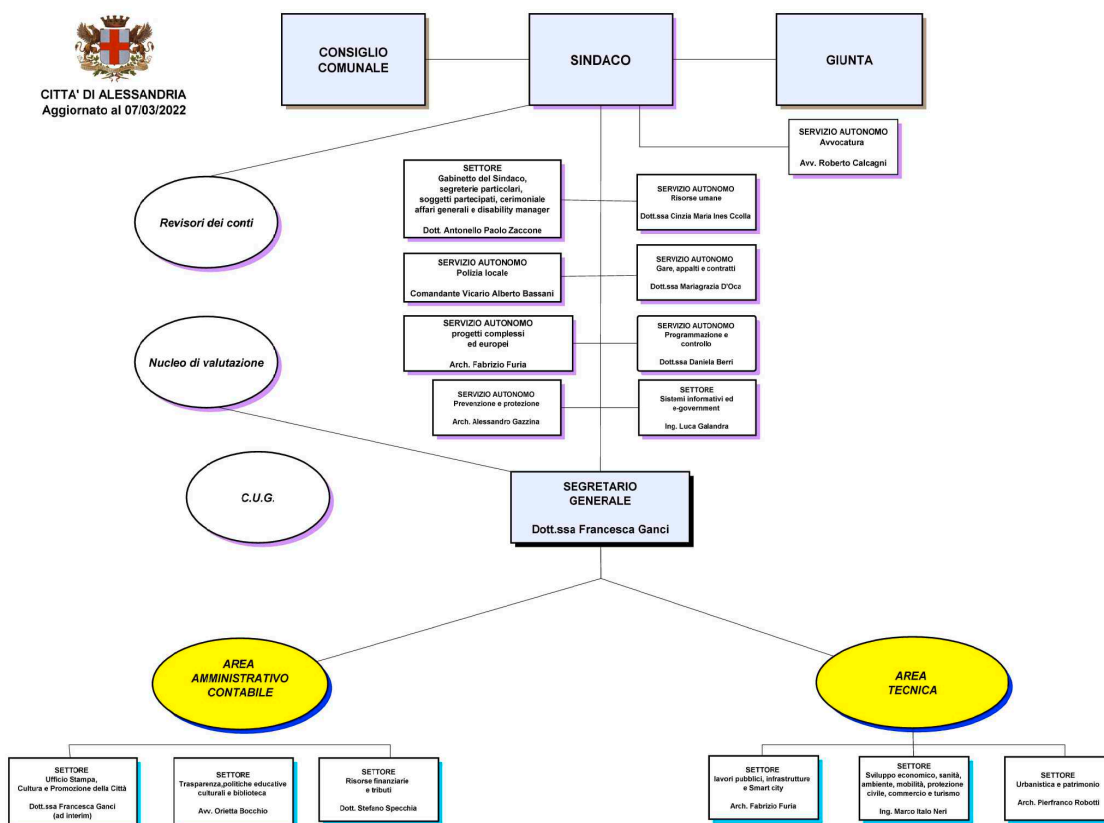 CITTA' DI ALESSANDRIA
Aggiornato al 07/03/2022
CONSIGLIO
COMUNALE
SINDACO
GIUNTA
SERVIZIO AUTONOMO
Avvocatura
Avv. Roberto Calcagni
Revisori dei conti
SETTORE
Gabinetto del Sindaco,
segreterie particolari,
soggetti partecipati, cerimoniale
affari generali e disability manager
Dott. Antonello Paolo Zaccone
SERVIZIO AUTONOMO
Risorse umane
Dott.ssa Cinzia Maria Ines Ccolla
SERVIZIO AUTONOMO
Polizia locale
Comandante Vicario Alberto Bassani
SERVIZIO AUTONOMO
Gare, appalti e contratti
Dott.ssa Mariagrazia D'Oca
Nucleo di valutazione
SERVIZIO AUTONOMO
progetti complessi
ed europei
Arch. Fabrizio Furia
SERVIZIO AUTONOMO
Programmazione e
controllo
Dott.ssa Daniela Berri
SERVIZIO AUTONOMO
Prevenzione e protezione
Arch. Alessandro Gazzina
SETTORE
Sistemi informativi ed
e-government
Ing. Luca Galandra
C.U.G.
SEGRETARIO
GENERALE
Dott.ssa Francesca Ganci
AREA
AMMINISTRATIVO
CONTABILE
AREA
TECNICA
SETTORE
Ufficio Stampa,
Cultura e Promozione della Città
Dott.ssa Francesca Ganci
(ad interim)
SETTORE
Trasparenza,politiche educative
culturali e biblioteca
Avv. Orietta Bocchio
SETTORE
Risorse finanziarie
e tributi
Dott. Stefano Specchia
SETTORE
lavori pubblici, infrastrutture
e Smart city
Arch. Fabrizio Furia
SETTORE
Sviluppo economico, sanità,
ambiente, mobilità, protezione
civile, commercio e turismo
Ing. Marco Italo Neri
SETTORE
Urbanistica e patrimonio
Arch. Pierfranco Robotti